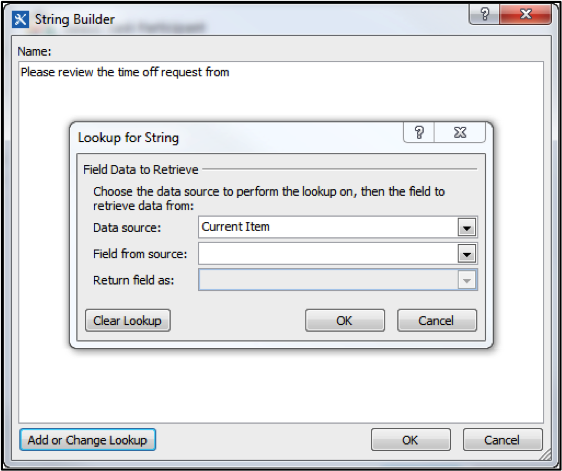 String Builder
Name:
Please review the time off request from
Lookup for String
Field Data to Retrieve
Choose the data source to perform the lookup on, then the field to
retrieve data from:
Data source: Current Item
Field from source:
Return field as:
Clear Lookup OK Cancel
Add or Change Lookup OK Cancel